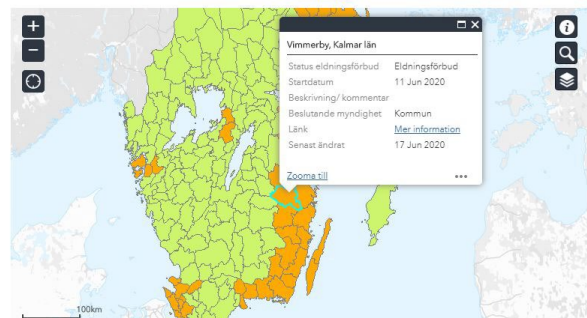 +
−
i
Vimmerby, Kalmar län
Status eldningsförbud Eldningsförbud
Startdatum 11 Jun 2020
Beskrivning/ kommentar
Beslutande myndighet Kommun
Länk Mer information
Senast ändrat 17 Jun 2020
Zooma till
100km